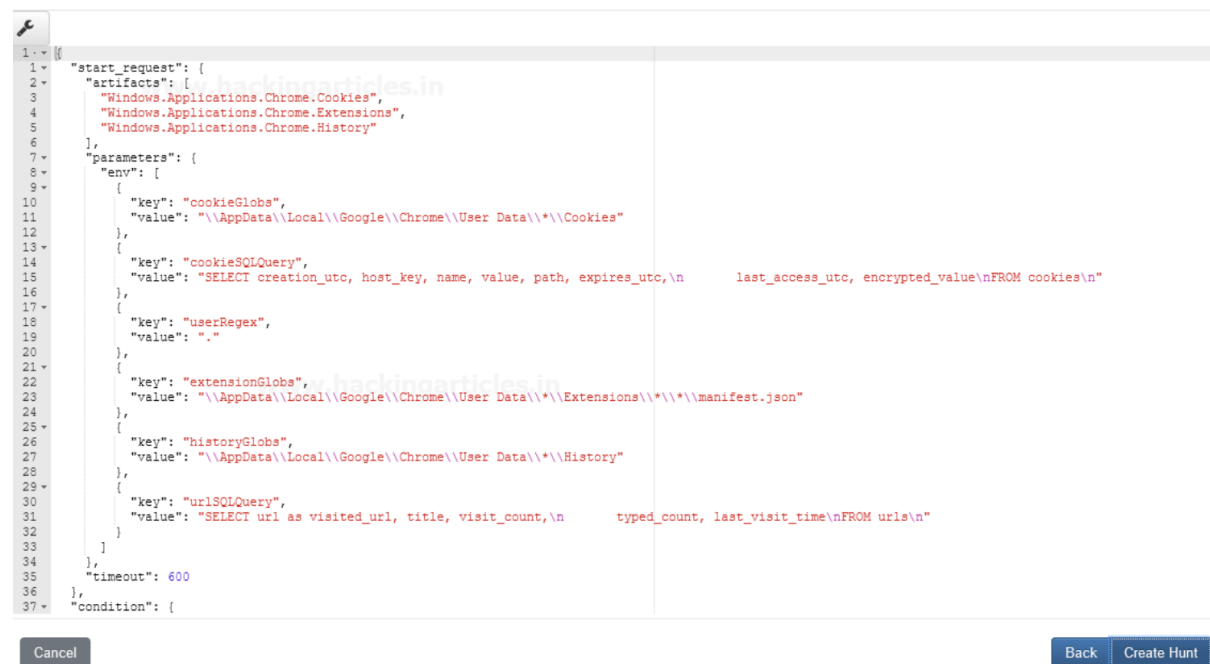 1 {
1 "start_request": {
2 "artifacts": [
www.hackingarticles.in
3 "Windows.Applications.Chrome.Cookies",
4 "Windows.Applications.Chrome.Extensions",
5 "Windows.Applications.Chrome.History"
6 ],
7 "parameters": {
8 "env": [
9 {
10 "key": "cookieGlobs",
11 "value": "\\AppData\\Local\\Google\\Chrome\\User Data\\*\\Cookies"
12 },
13 {
14 "key": "cookieSQLQuery",
15 "value": "SELECT creation_utc, host_key, name, value, path, expires_utc,\n       last_access_utc, encrypted_value\nFROM cookies\n"
16 },
17 {
18 "key": "userRegex",
19 "value": "."
20 },
21 {
22 "key": "extensionGlobs",
www.hackingarticles.in
23 "value": "\\AppData\\Local\\Google\\Chrome\\User Data\\*\\Extensions\\*\\*\\manifest.json"
24 },
25 {
26 "key": "historyGlobs",
27 "value": "\\AppData\\Local\\Google\\Chrome\\User Data\\*\\History"
28 },
29 {
30 "key": "urlSQLQuery",
31 "value": "SELECT url as visited_url, title, visit_count,\n       typed_count, last_visit_time\nFROM urls\n"
32 }
33 ]
34 },
35 "timeout": 600
36 },
37 "condition": {
Cancel Back Create Hunt